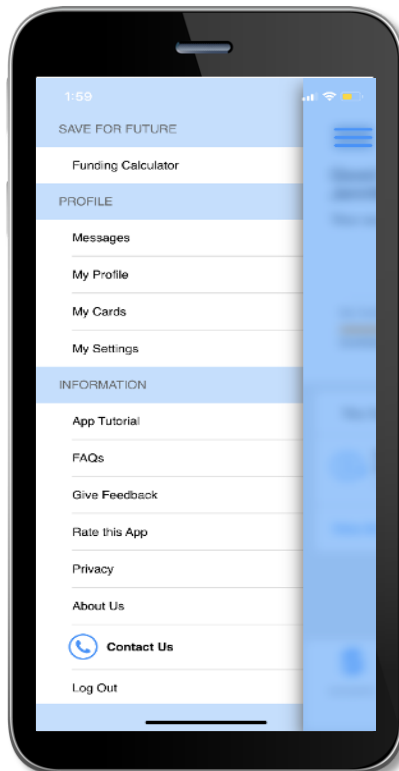 1:59
SAVE FOR FUTURE
Funding Calculator
PROFILE
Messages
My Profile
My Cards
My Settings
INFORMATION
App Tutorial
FAQs
Give Feedback
Rate this App
Privacy
About Us
Contact Us
Log Out